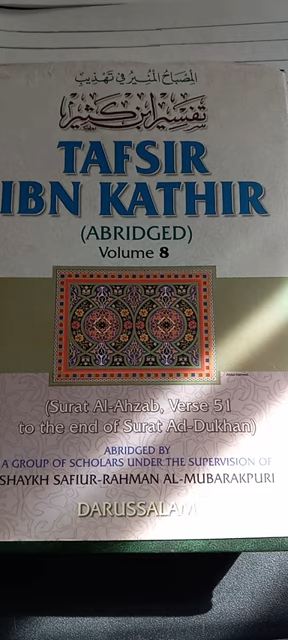 المصباح المنير في تهذيب
تفسير ابن كثير
TAFSIR
IBN KATHIR
(ABRIDGED)
Volume 8
(Surat Al-Ahzab, Verse 51
to the end of Surat Ad-Dukhan)
ABRIDGED BY
A GROUP OF SCHOLARS UNDER THE SUPERVISION OF
SHAYKH SAFIUR-RAHMAN AL-MUBARAKPURI
DARUSSALAM